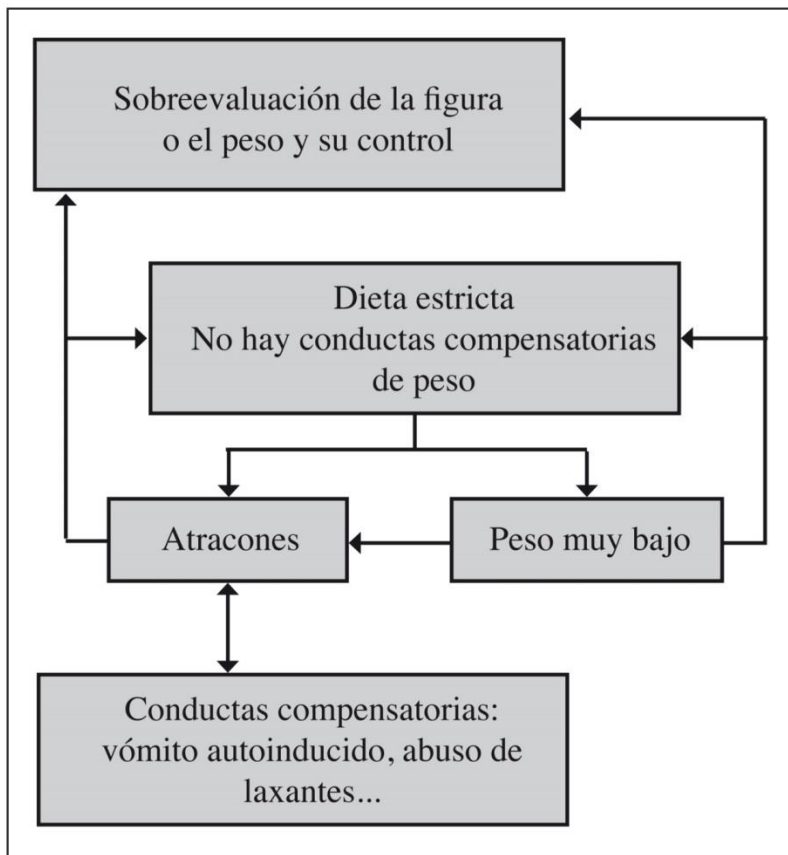 Sobreevaluación de la figura
o el peso y su control
Dieta estricta
No hay conductas compensatorias
de peso
Atracones
Peso muy bajo
Conductas compensatorias:
vómito autoinducido, abuso de
laxantes...